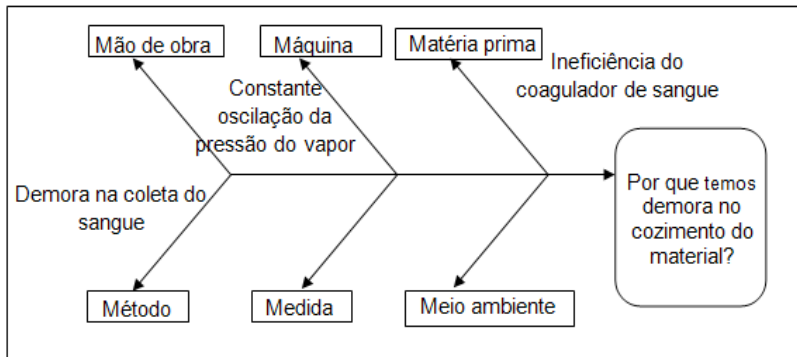 Mão de obra
Máquina
Matéria prima
Ineficiência do
coagulador de sangue
Constante
oscilação da
pressão do vapor
Demora na coleta do
sangue
Por que temos
demora no
cozimento do
material?
Método
Medida
Meio ambiente